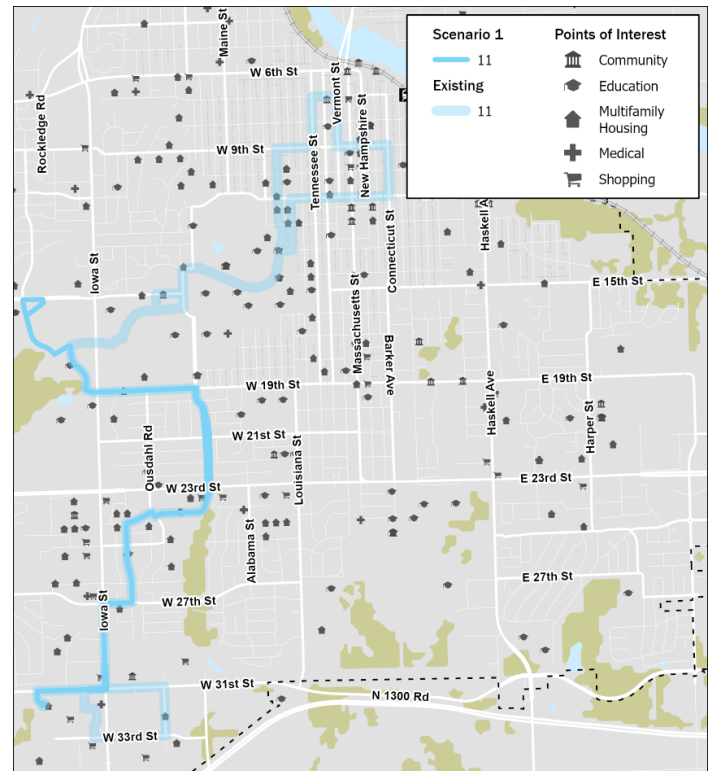 Scenario 1
11
Existing
11
Points of Interest
Community
Education
Multifamily
Housing
Medical
Shopping
Maine St
W 6th St
Vermont St
Rockledge Rd
W 9th St
Tennessee St
New Hampshire St
Connecticut St
Haskell A
Iowa St
E 15th St
Massachusetts St
Barker Ave
W 19th St
E 19th St
Haskell Ave
Harper St
Ousdahl Rd
W 21st St
Louisiana St
W 23rd St
E 23rd St
Alabama St
E 27th St
Iowa St
W 27th St
W 31st St
N 1300 Rd
W 33rd St